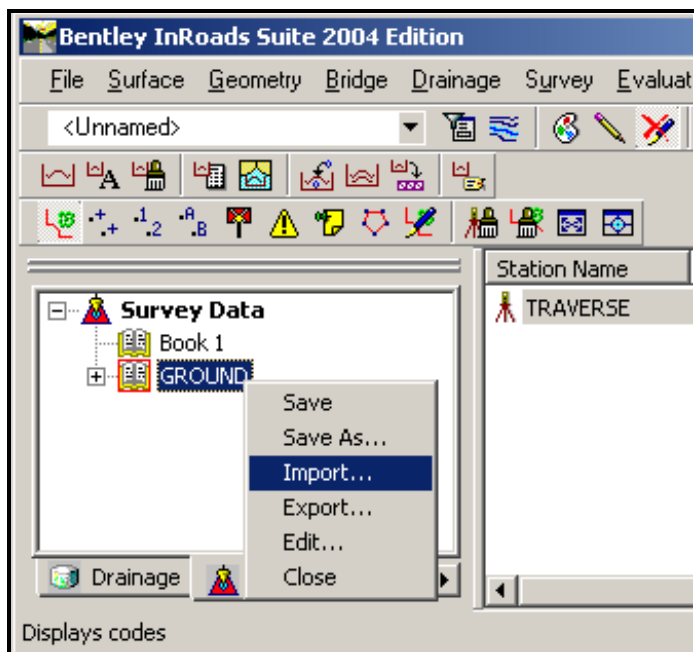 Bentley InRoads Suite 2004 Edition
File Surface Geometry Bridge Drainage Survey Evaluat
<Unnamed>
Station Name
TRAVERSE
Survey Data
Book 1
GROUND
Save
Save As...
Import...
Export...
Edit...
Close
Drainage
Displays codes